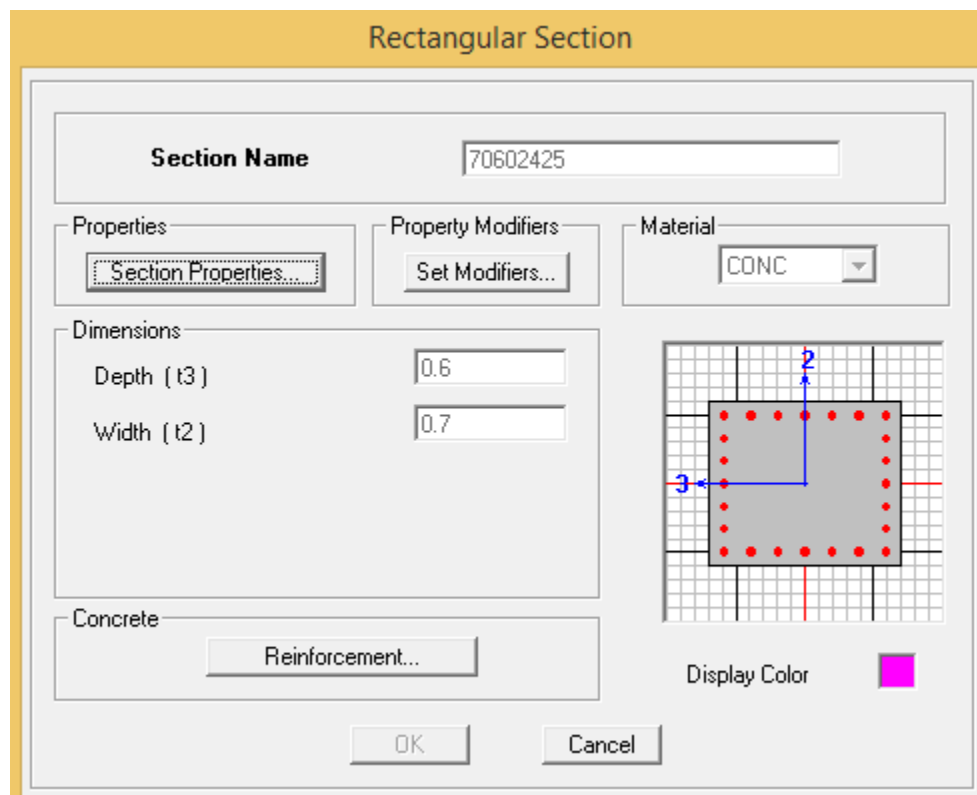 Rectangular Section
Section Name 70602425
Properties
Section Properties...
Property Modifiers
Set Modifiers...
Material
CONC
Dimensions
Depth ( t3 ) 0.6
Width ( t2 ) 0.7
2
3
Concrete
Reinforcement...
Display Color
OK
Cancel